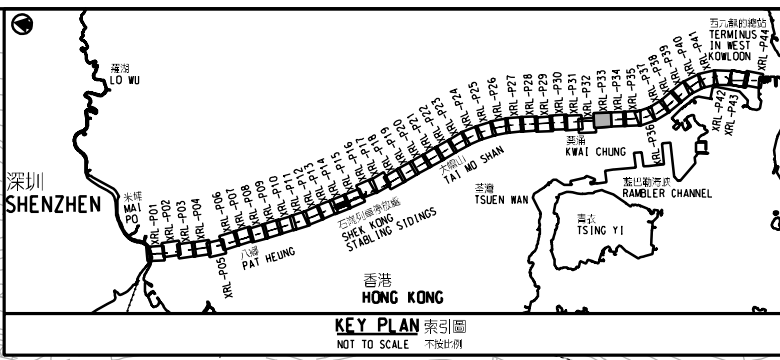 羅湖
LO WU
深圳
SHENZHEN
米埔
MAI
PO
XRL-P01
XRL-P02
XRL-P03
XRL-P04
XRL-P05
XRL-P06
XRL-P07
XRL-P08
XRL-P09
XRL-P10
XRL-P11
XRL-P12
XRL-P13
XRL-P14
XRL-P15
XRL-P16
XRL-P17
XRL-P18
XRL-P19
XRL-P20
XRL-P21
XRL-P22
XRL-P23
XRL-P24
XRL-P25
XRL-P26
XRL-P27
XRL-P28
XRL-P29
XRL-P30
XRL-P31
XRL-P32
XRL-P33
XRL-P34
XRL-P35
XRL-P36
XRL-P37
XRL-P38
XRL-P39
XRL-P40
XRL-P41
XRL-P42
XRL-P43
XRL-P44
西九龍的總站
TERMINUS
IN WEST
KOWLOON
八鄉
PAT HEUNG
SHEK KONG
STABLING SIDINGS
大帽山
TAI MO SHAN
葵涌
KWAI CHUNG
荃灣
TSUEN WAN
藍巴勒海峽
RAMBLER CHANNEL
青衣
TSING YI
香港
HONG KONG
KEY PLAN 索引圖
NOT TO SCALE 不按比例